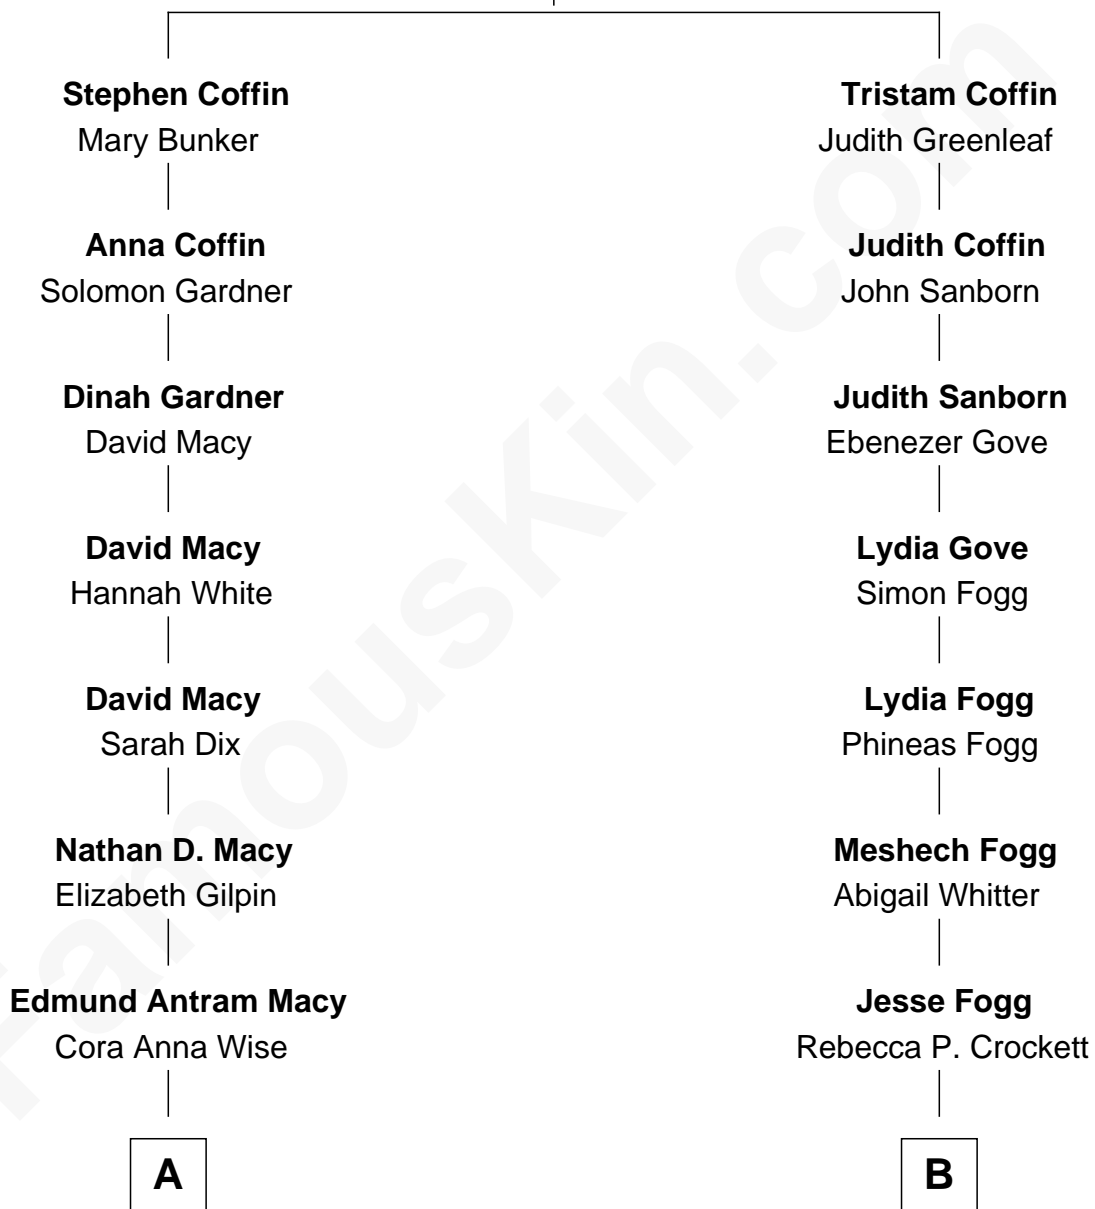 Stephen Coffin
Mary Bunker
Anna Coffin
Solomon Gardner
Dinah Gardner
David Macy
David Macy
Hannah White
David Macy
Sarah Dix
Nathan D. Macy
Elizabeth Gilpin
Edmund Antram Macy
Cora Anna Wise
A
Tristam Coffin
Judith Greenleaf
Judith Coffin
John Sanborn
Judith Sanborn
Ebenezer Gove
Lydia Gove
Simon Fogg
Lydia Fogg
Phineas Fogg
Meshech Fogg
Abigail Whitter
Jesse Fogg
Rebecca P. Crockett
B
FamousKin.com